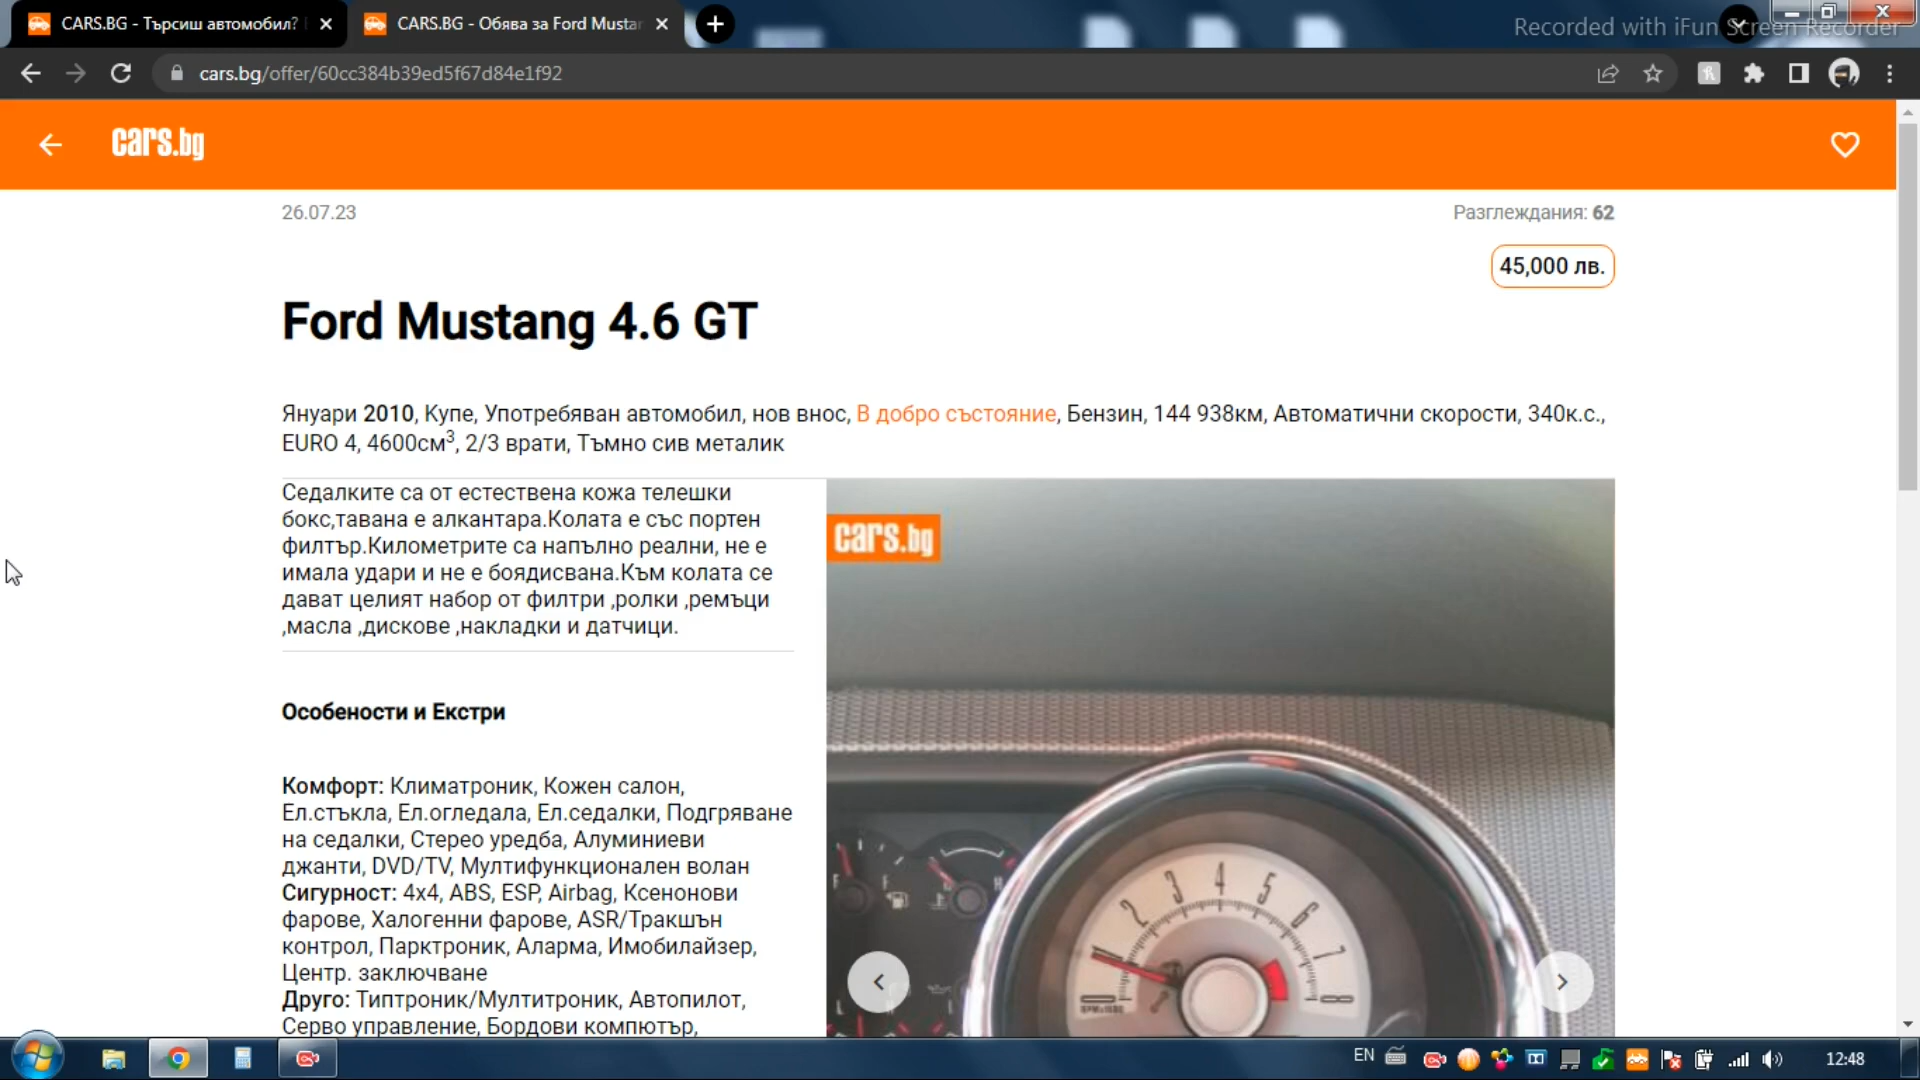 CARS.BG - Търсиш автомобил?
CARS.BG - Обява за Ford Mustan
Recorded with iFun Screen Recorder
cars.bg/offer/60cc384b39ed5f67d84e1f92
cars.bg
26.07.23
Разглеждания: 62
45,000 лв.
Ford Mustang 4.6 GT
Януари 2010, Купе, Употребяван автомобил, нов внос, В добро състояние, Бензин, 144 938км, Автоматични скорости, 340к.с.,
EURO 4, 4600см³, 2/3 врати, Тъмно сив металик
Седалките са от естествена кожа телешки
бокс,тавана е алкантара.Колата е със портен
филтър.Километрите са напълно реални, не е
имала удари и не е боядисвана.Към колата се
дават целият набор от филтри ,ролки ,ремъци
,масла ,дискове ,накладки и датчици.
cars.bg
Особености и Екстри
Комфорт: Климатроник, Кожен салон,
Ел.стъкла, Ел.огледала, Ел.седалки, Подгряване
на седалки, Стерео уредба, Алуминиеви
джанти, DVD/TV, Мултифункционален волан
Сигурност: 4x4, ABS, ESP, Airbag, Ксенонови
фарове, Халогенни фарове, ASR/Тракшън
контрол, Парктроник, Аларма, Имобилайзер,
Центр. заключване
Друго: Типтроник/Мултитроник, Автопилот,
Серво управление, Бордови компютър,
0 1 2 3 4 5 6 7 8
RPMx1000
EN
12:48